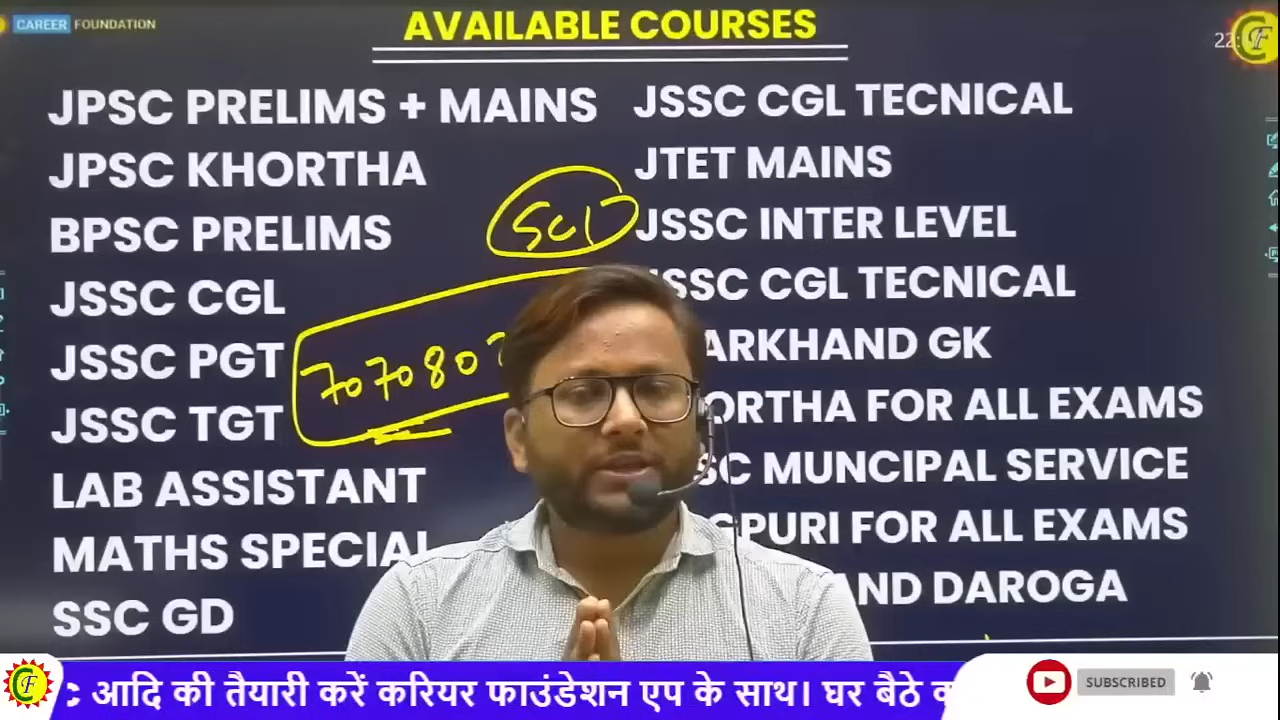 CAREER FOUNDATION
AVAILABLE COURSES
22:
JPSC PRELIMS + MAINS
JPSC KHORTHA
BPSC PRELIMS
JSSC CGL
JSSC PGT
JSSC TGT
LAB ASSISTANT
MATHS SPECIAL
SSC GD
707080
JSSC CGL TECNICAL
JTET MAINS
JSSC INTER LEVEL
JSSC CGL TECNICAL
ARKHAND GK
ORTHA FOR ALL EXAMS
SC MUNCIPAL SERVICE
GPURI FOR ALL EXAMS
AND DAROGA
आदि की तैयारी करें करियर फाउंडेशन एप के साथ। घर बैठे
SUBSCRIBED